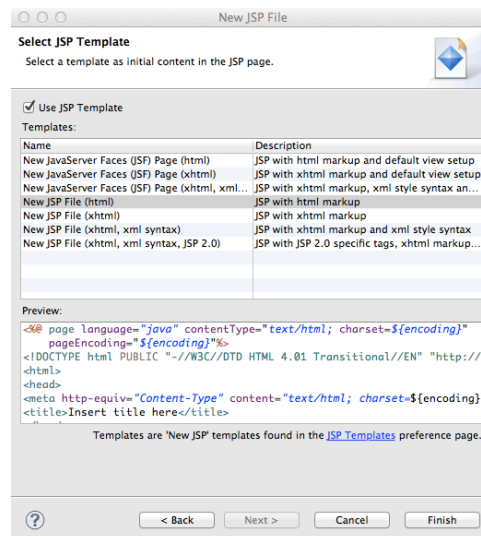 New JSP File
Select JSP Template
Select a template as initial content in the JSP page.
Use JSP Template
Templates:
Name Description
New JavaServer Faces (JSF) Page (html) JSP with html markup and default view setup
New JavaServer Faces (JSF) Page (xhtml) JSP with xhtml markup and default view setup
New JavaServer Faces (JSF) Page (xhtml, xml... JSP with xhtml markup, xml style syntax an...
New JSP File (html) JSP with html markup
New JSP File (xhtml) JSP with xhtml markup
New JSP File (xhtml, xml syntax) JSP with xhtml markup and xml style syntax
New JSP File (xhtml, xml syntax, JSP 2.0) JSP with JSP 2.0 specific tags, xhtml markup...
Preview:
<%@ page language="java" contentType="text/html; charset=${encoding}"
pageEncoding="${encoding}"%>
<!DOCTYPE html PUBLIC "-//W3C//DTD HTML 4.01 Transitional//EN" "http://
<html>
<head>
<meta http-equiv="Content-Type" content="text/html; charset=${encoding}
<title>Insert title here</title>
Templates are 'New JSP' templates found in the JSP Templates preference page.
? < Back Next > Cancel Finish